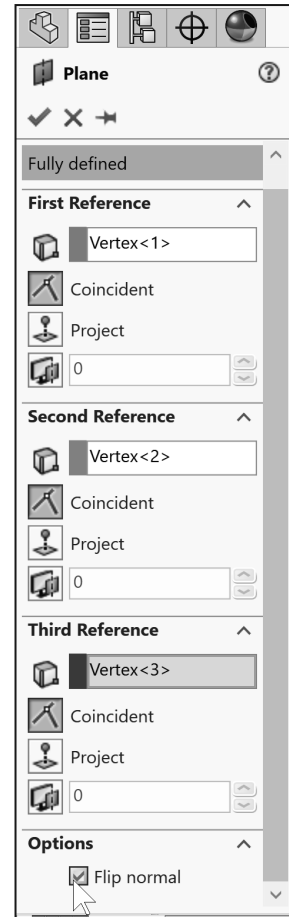 Plane
Fully defined
First Reference
Vertex<1>
Coincident
Project
0
Second Reference
Vertex<2>
Coincident
Project
0
Third Reference
Vertex<3>
Coincident
Project
0
Options
Flip normal